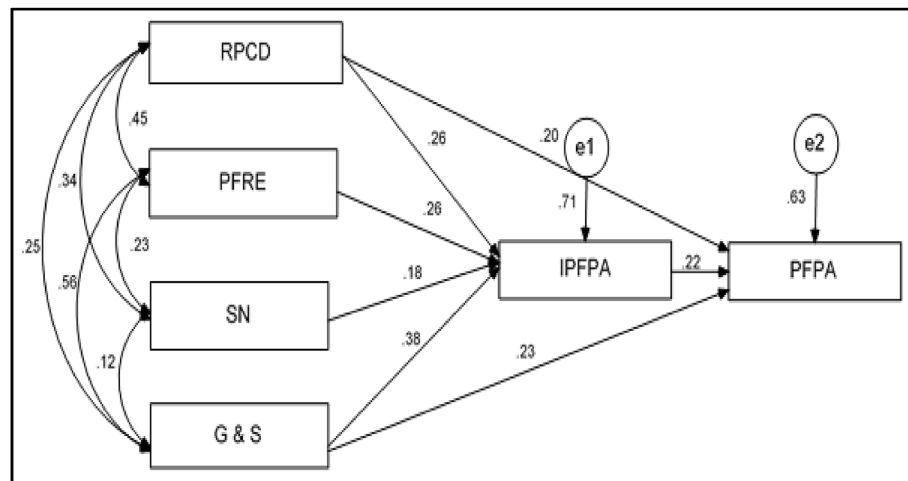 RPCD
.45
.26
.20
e1
e2
.34
PFRE
.26
.71
.63
.25
.56
.23
IPFPA
.22
PFPA
.18
SN
.38
.12
.23
G & S